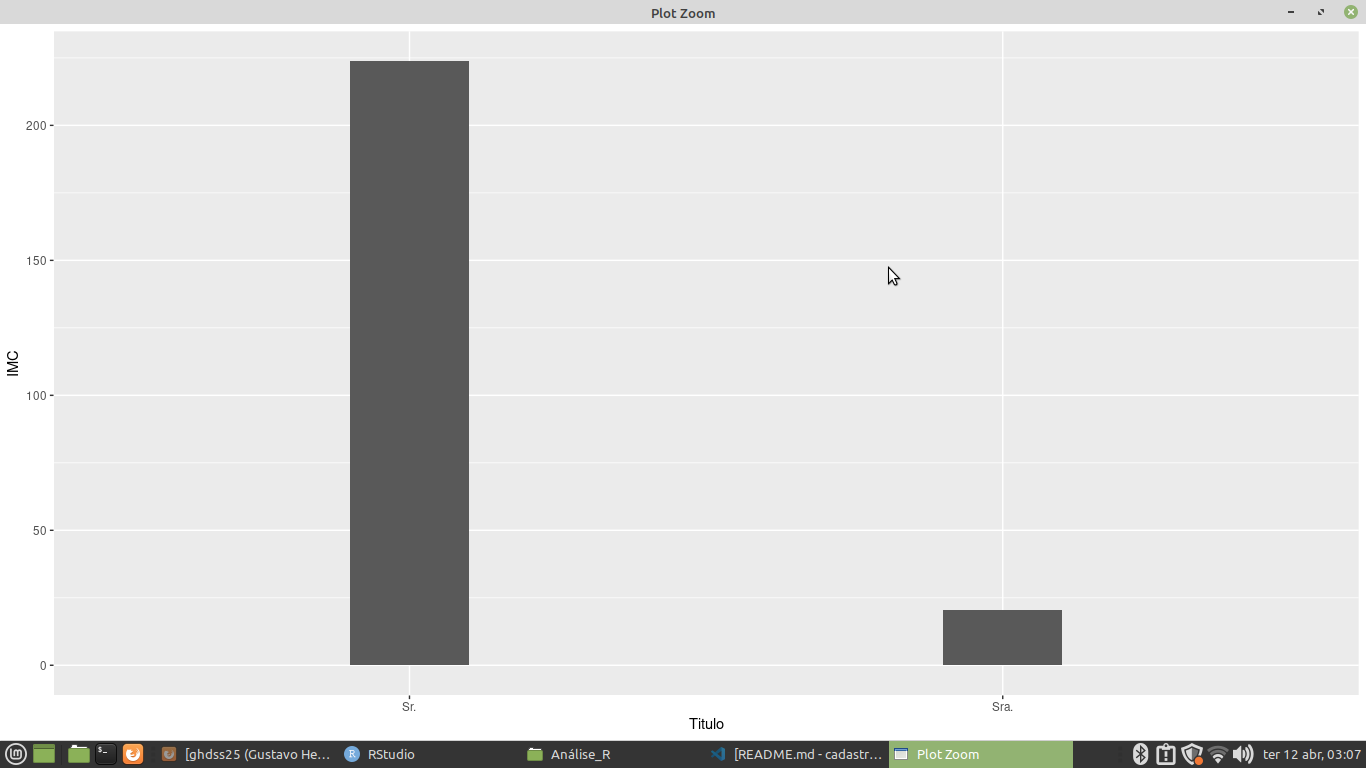 Plot Zoom
200
150
100
50
0
IMC
Sr.
Sra.
Titulo
[ghdss25 (Gustavo He...
R RStudio
Análise_R
[README.md - cadastr...
Plot Zoom
ter 12 abr, 03:07